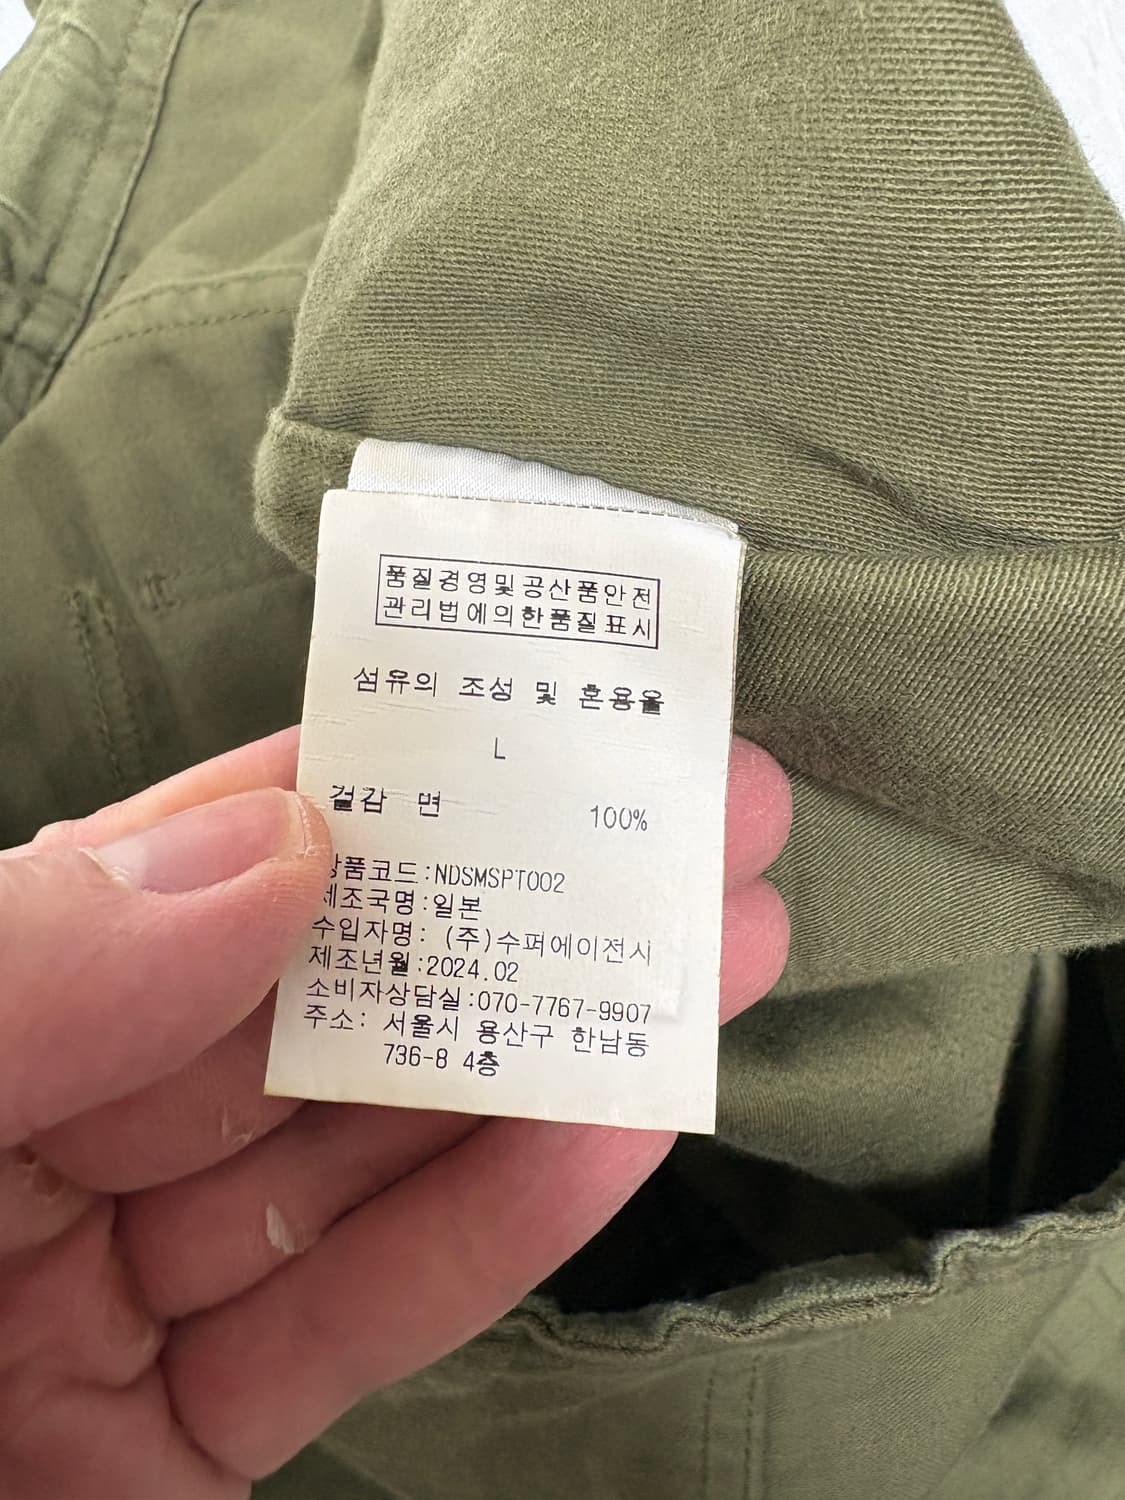 품질경영및공산품안전
관리법에의한품질표시
섬유의 조성 및 혼용율
L
겉감 면 100%
상품코드:NDSMSPT002
제조국명:일본
수입자명: (주)수퍼에이전시
제조년월:2024.02
소비자상담실:070-7767-9907
주소: 서울시 용산구 한남동
736-8 4층